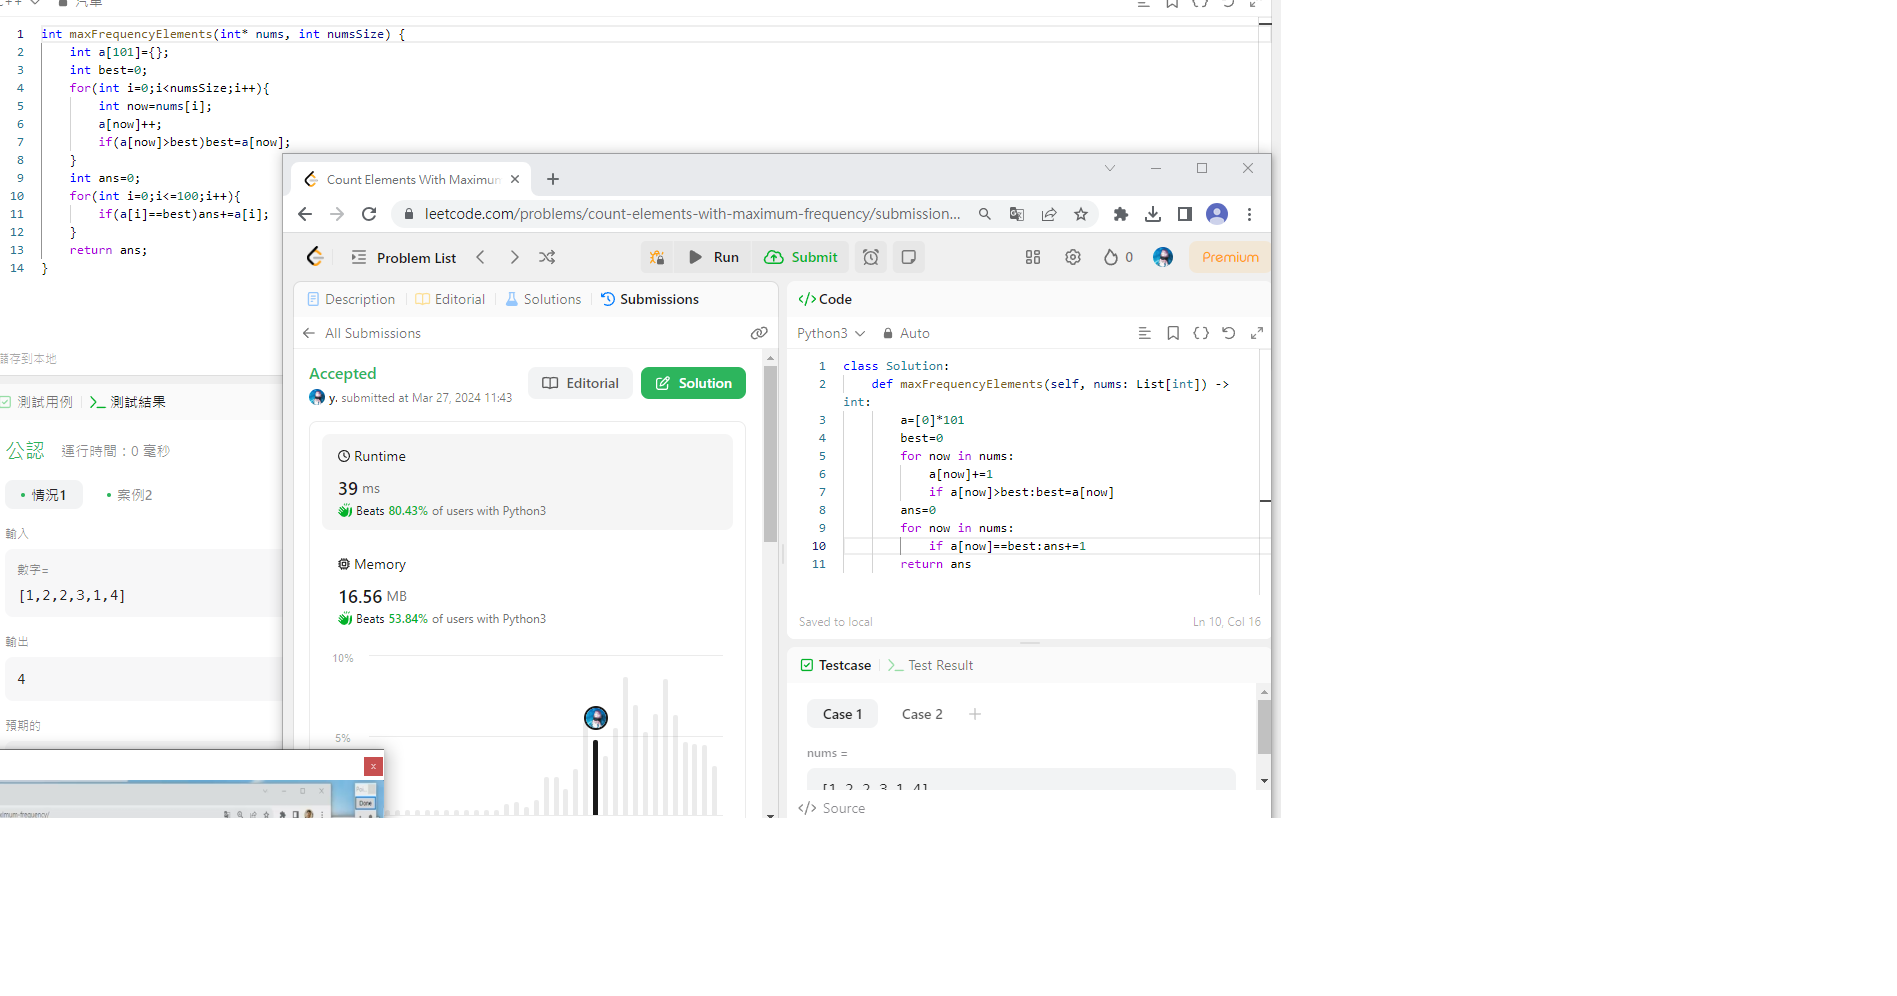 C++
汽車
1 int maxFrequencyElements(int* nums, int numsSize) {
2 int a[101]={};
3 int best=0;
4 for(int i=0;i<numsSize;i++){
5 int now=nums[i];
6 a[now]++;
7 if(a[now]>best)best=a[now];
8 }
9 int ans=0;
10 for(int i=0;i<=100;i++){
11 if(a[i]==best)ans+=a[i];
12 }
13 return ans;
14 }
儲存到本地
測試用例 測試結果
公認 運行時間：0 毫秒
情況1 案例2
輸入
數字=
[1,2,2,3,1,4]
輸出
4
預期的
Count Elements With Maximum
leetcode.com/problems/count-elements-with-maximum-frequency/submission...
Problem List Run Submit 0 Premium
Description Editorial Solutions Submissions
All Submissions
Accepted
y. submitted at Mar 27, 2024 11:43
Editorial Solution
Runtime
39 ms
Beats 80.43% of users with Python3
Memory
16.56 MB
Beats 53.84% of users with Python3
10%
5%
</> Code
Python3 Auto
1 class Solution:
2 def maxFrequencyElements(self, nums: List[int]) ->
int:
3 a=[0]*101
4 best=0
5 for now in nums:
6 a[now]+=1
7 if a[now]>best:best=a[now]
8 ans=0
9 for now in nums:
10 if a[now]==best:ans+=1
11 return ans
Saved to local Ln 10, Col 16
Testcase Test Result
Case 1 Case 2 +
nums =
[1,2,2,3,1,4]
</> Source
x
Done
ximum-frequency/